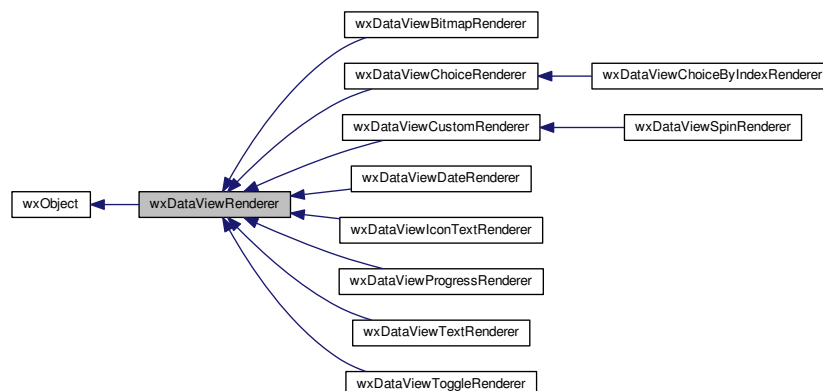 wxDataViewBitmapRenderer
wxDataViewChoiceRenderer
wxDataViewChoiceByIndexRenderer
wxDataViewCustomRenderer
wxDataViewSpinRenderer
wxDataViewDateRenderer
wxObject
wxDataViewRenderer
wxDataViewIconTextRenderer
wxDataViewProgressRenderer
wxDataViewTextRenderer
wxDataViewToggleRenderer